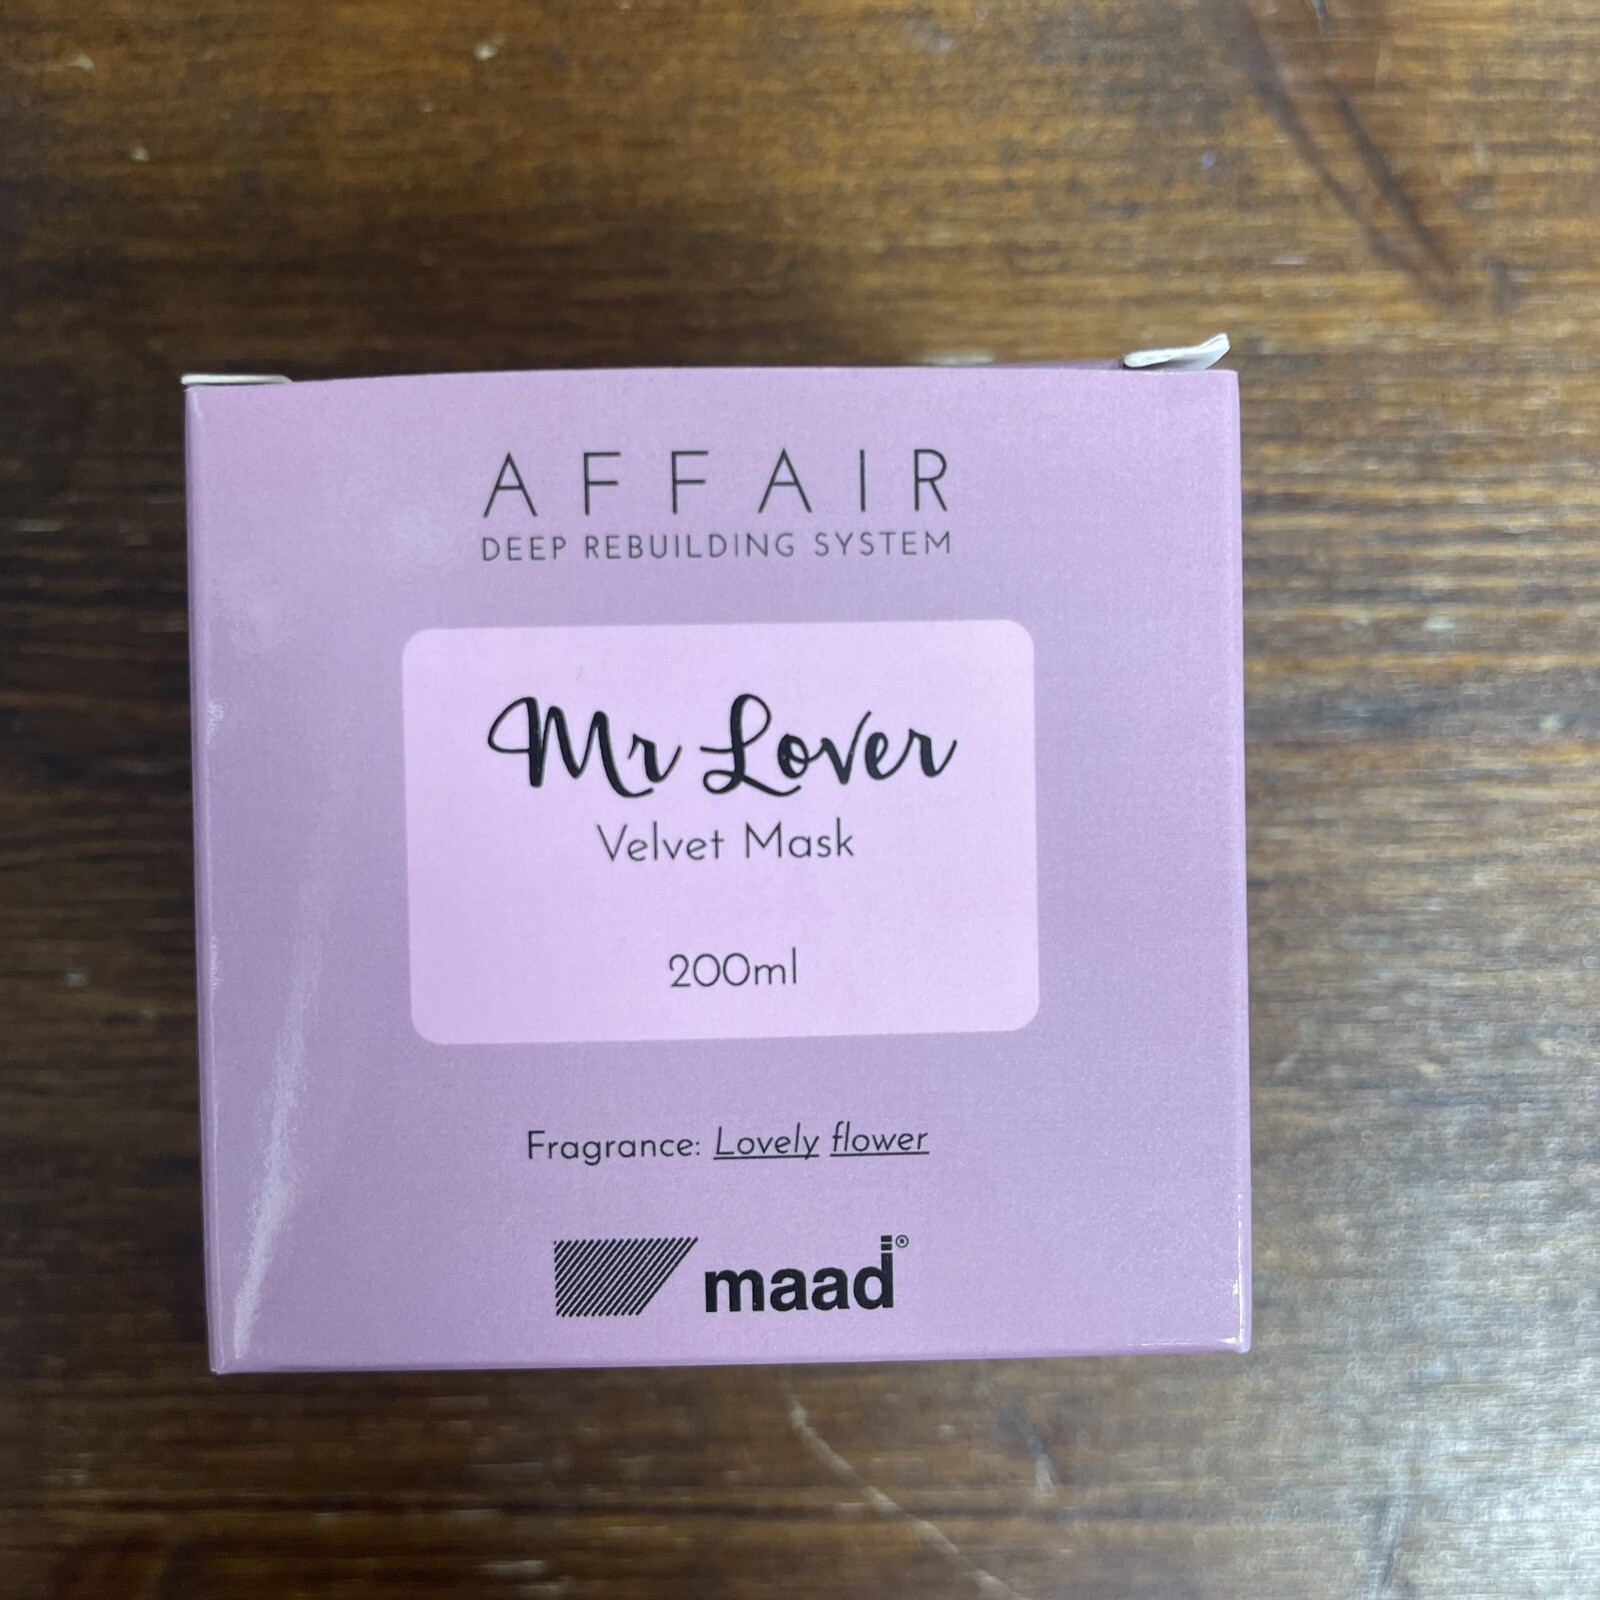 AFFAIR
DEEP REBUILDING SYSTEM
Mr Lover
Velvet Mask
200ml
Fragrance: Lovely flower
maad®